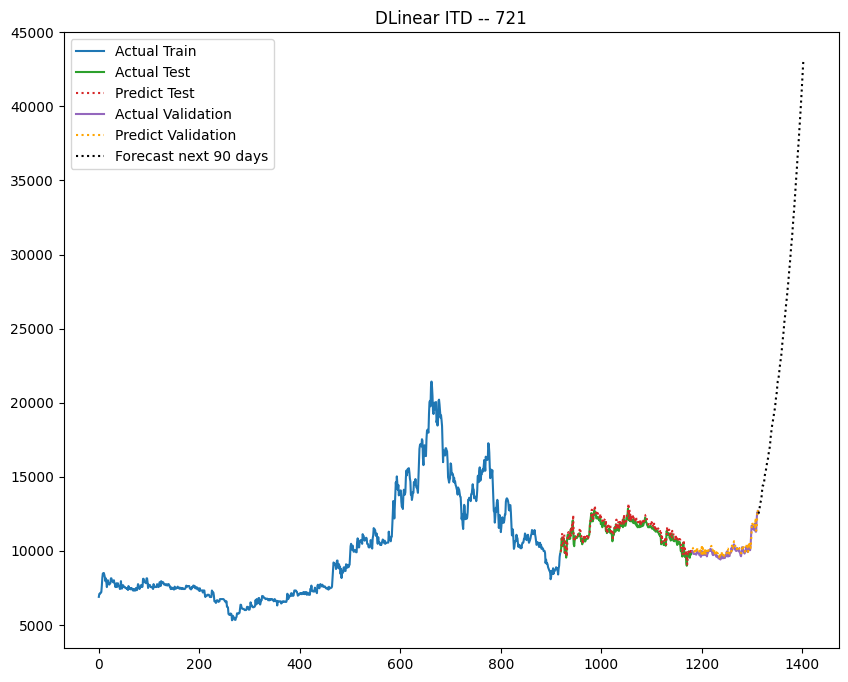 DLinear ITD -- 721
45000
40000
35000
30000
25000
20000
15000
10000
5000
Actual Train
Actual Test
Predict Test
Actual Validation
Predict Validation
Forecast next 90 days
0 200 400 600 800 1000 1200 1400